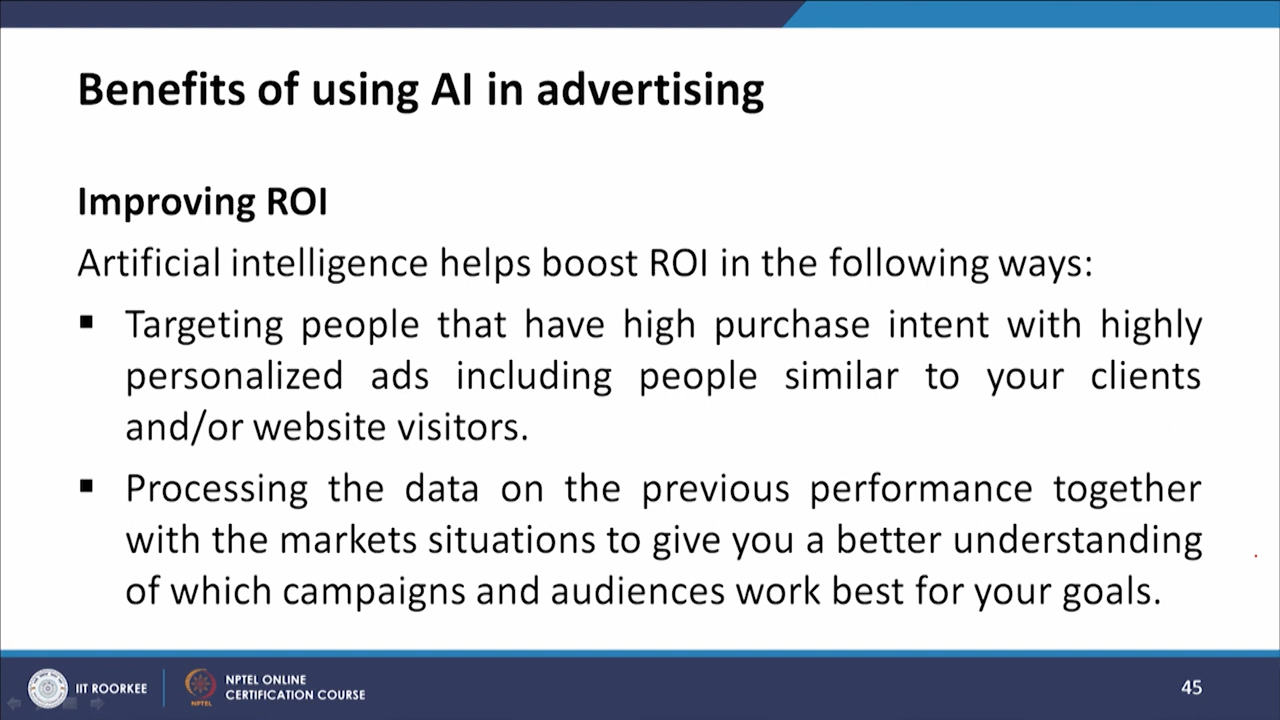 Benefits of using AI in advertising
Improving ROI
Artificial intelligence helps boost ROI in the following ways:
▪ Targeting people that have high purchase intent with highly
personalized ads including people similar to your clients
and/or website visitors.
▪ Processing the data on the previous performance together
with the markets situations to give you a better understanding
of which campaigns and audiences work best for your goals.
IIT ROORKEE
NPTEL
NPTEL ONLINE
CERTIFICATION COURSE
45